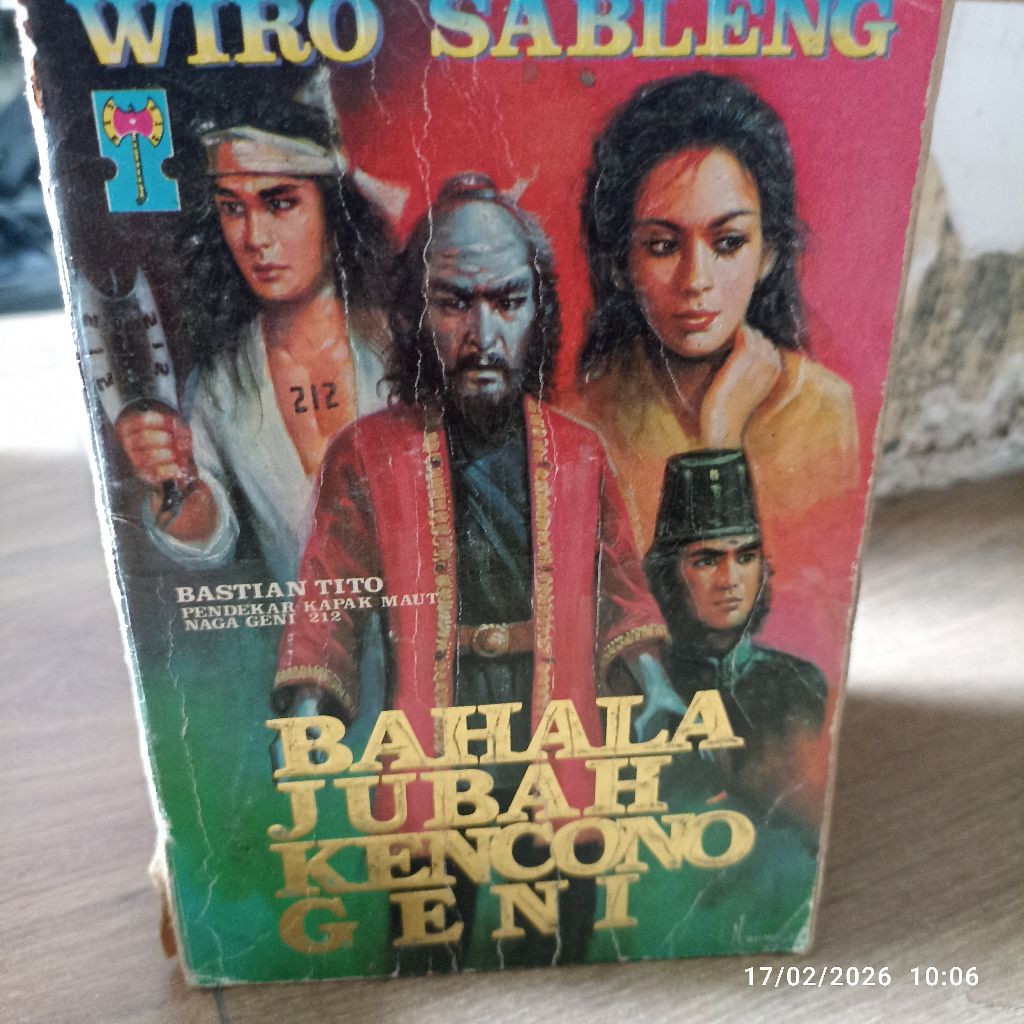 WIRO SABLENG
212
212
212
BASTIAN TITO
PENDEKAR KAPAK MAUT
NAGA GENI 212
BAHALA
JUBAH
KENCONO
GENI
17/02/2026 10:06